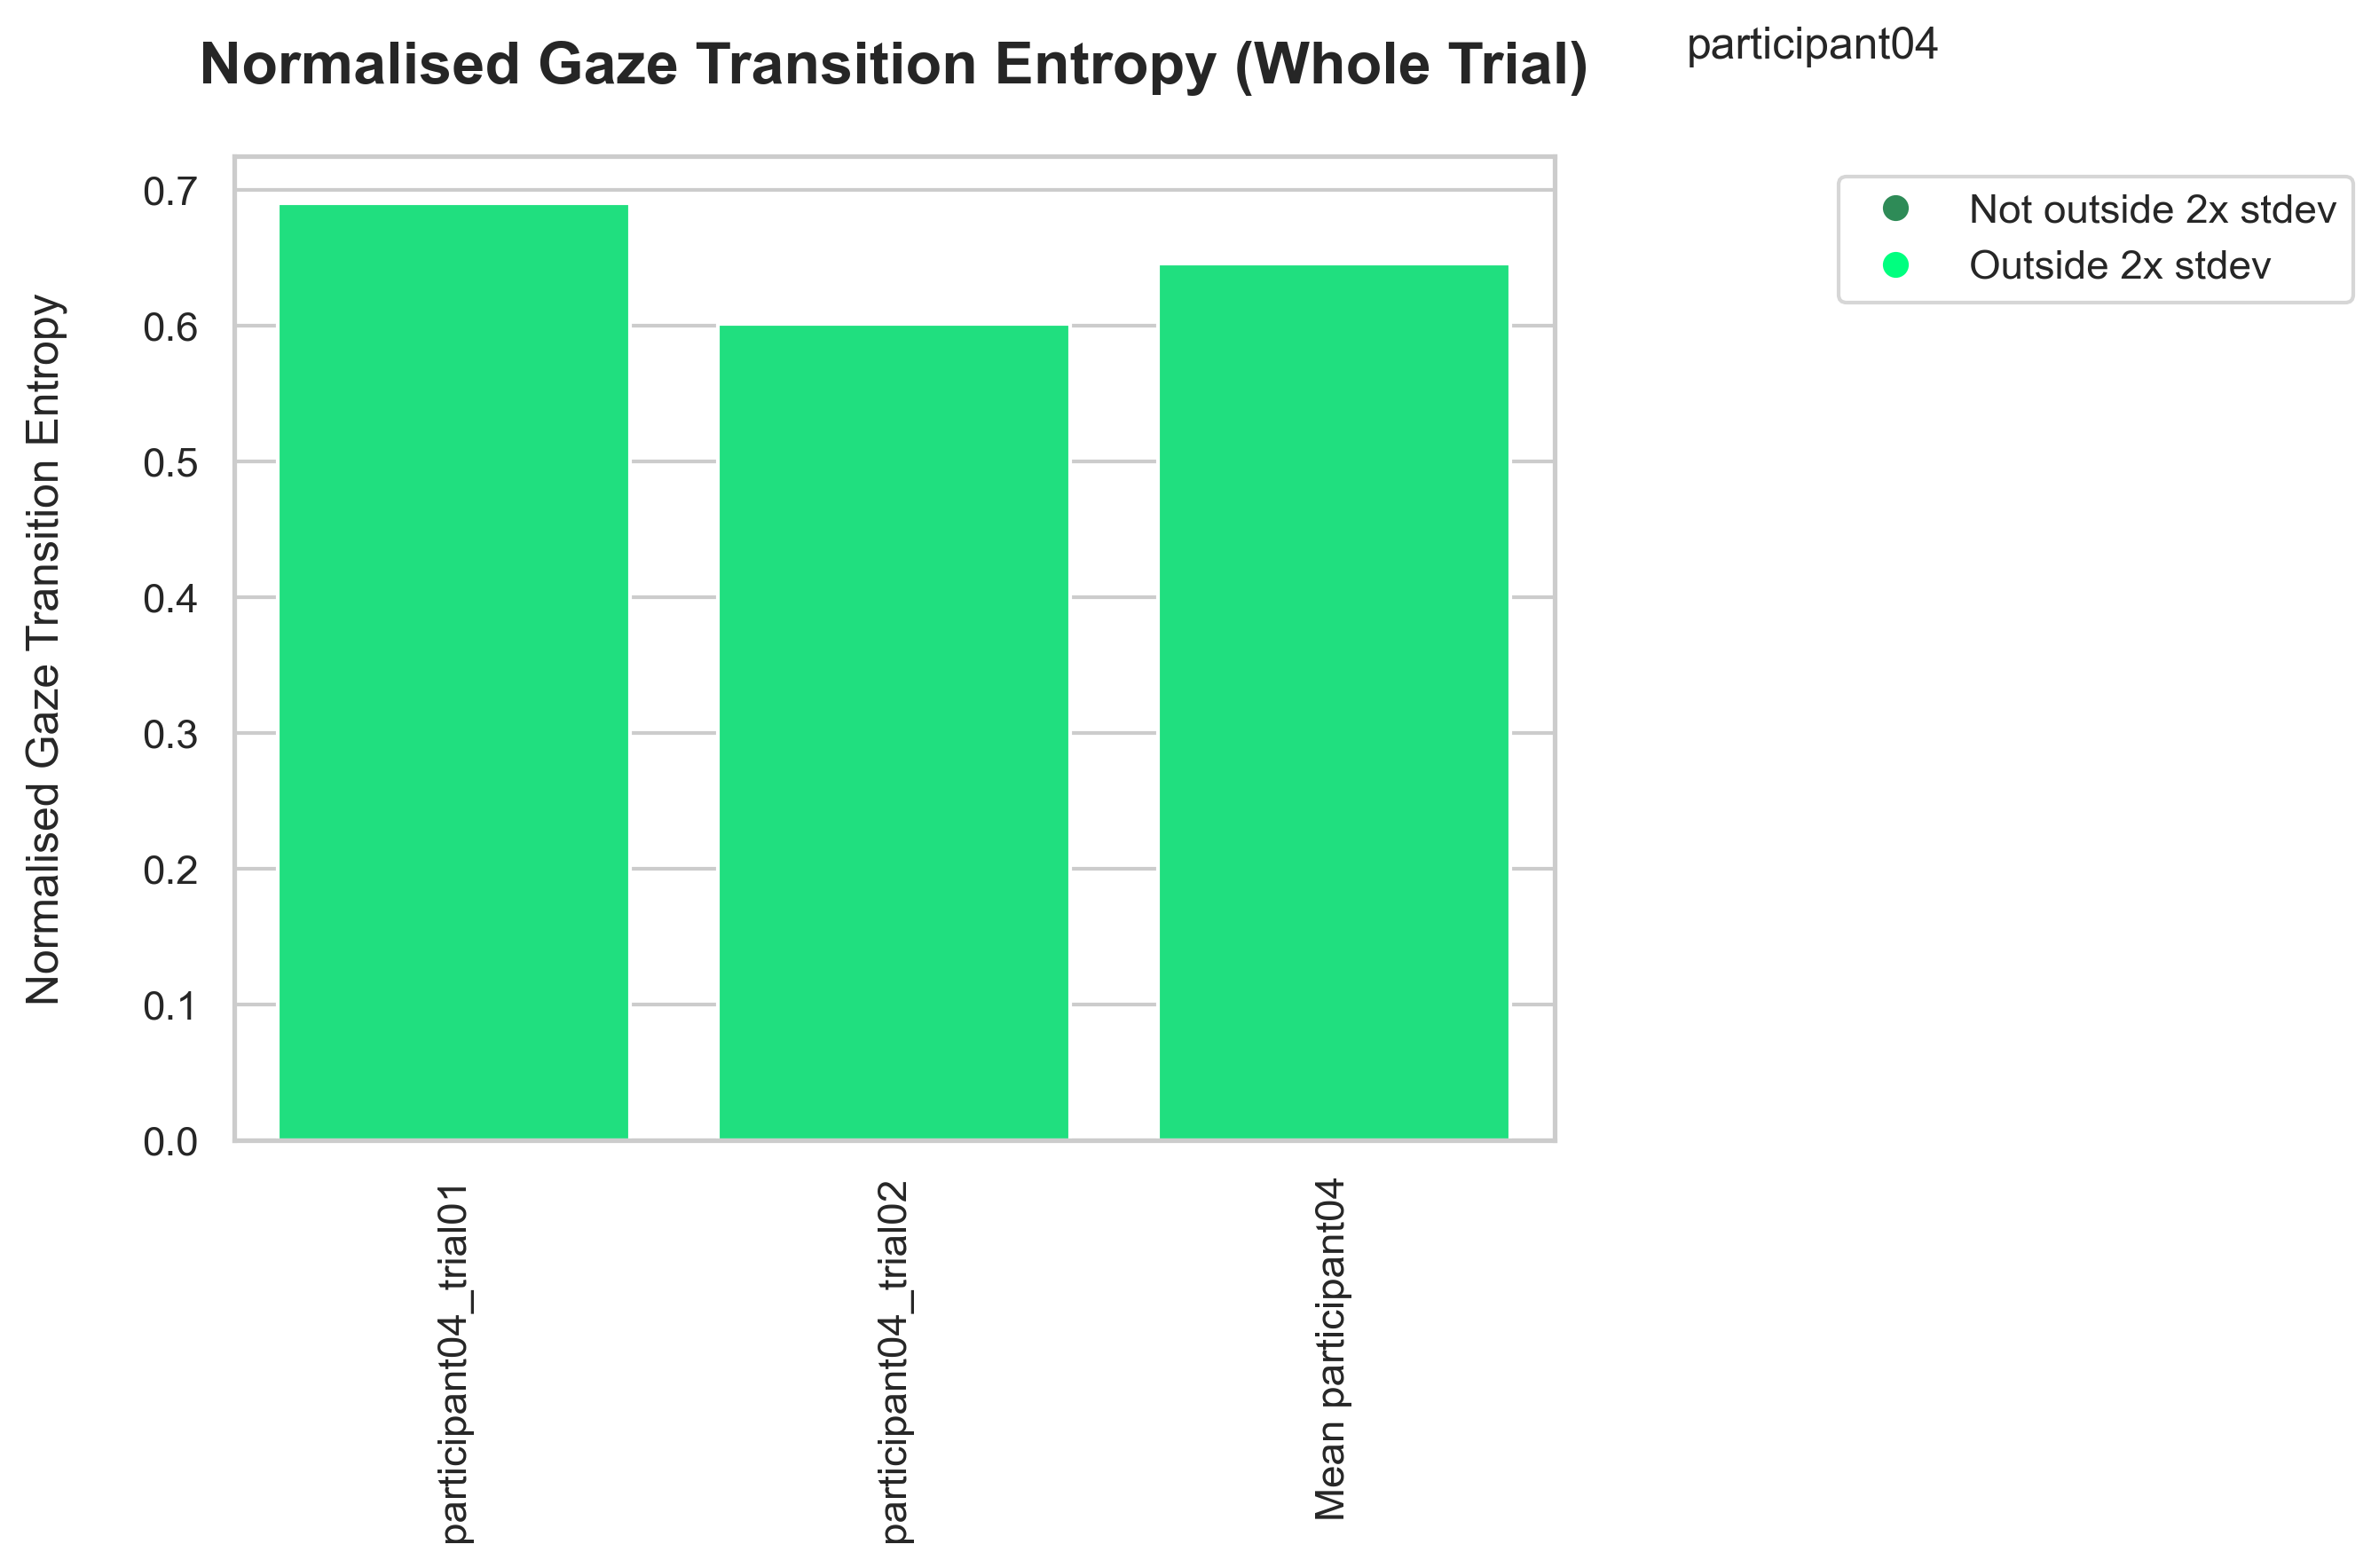 Normalised Gaze Transition Entropy (Whole Trial)
participant04
Not outside 2x stdev
Outside 2x stdev
Normalised Gaze Transition Entropy
0.7
0.6
0.5
0.4
0.3
0.2
0.1
0.0
participant04_trial01
participant04_trial02
Mean participant04